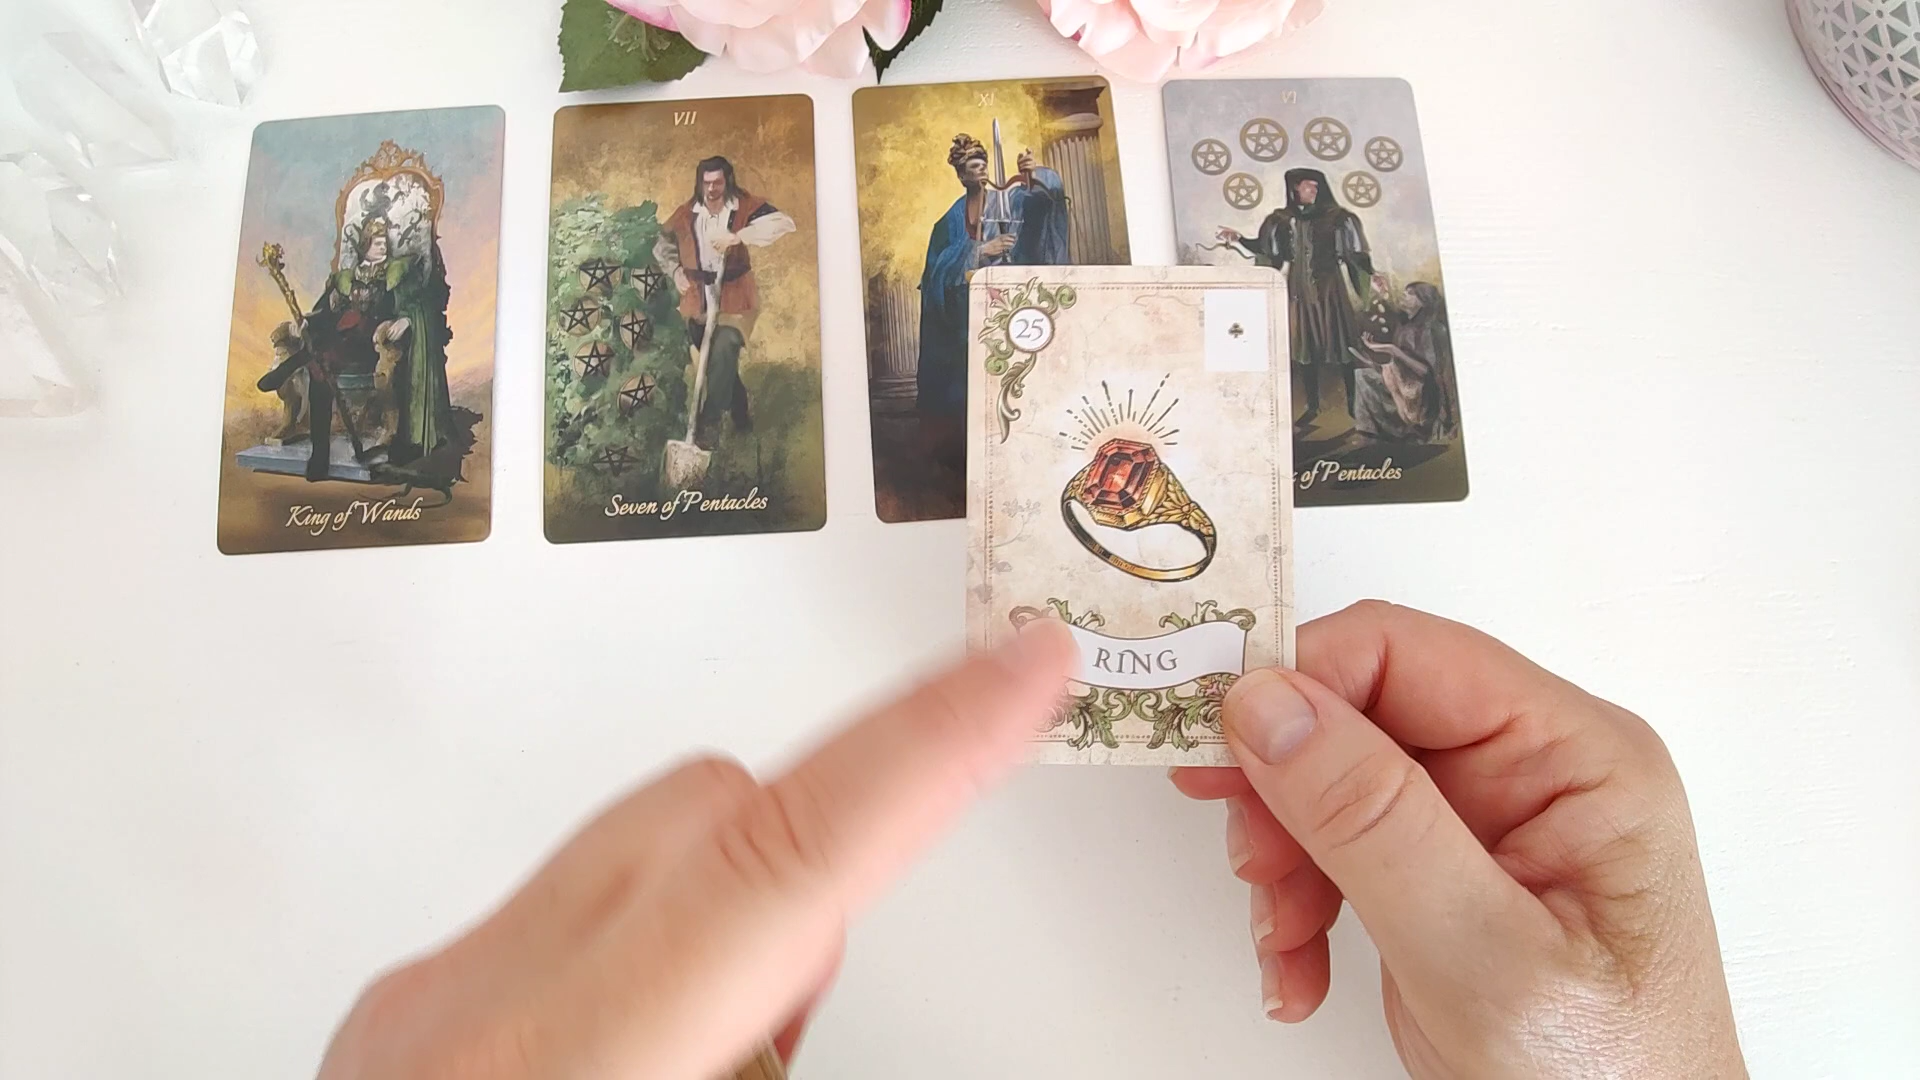 King of Wands
VII
Seven of Pentacles
XI
VI
of Pentacles
25
RING